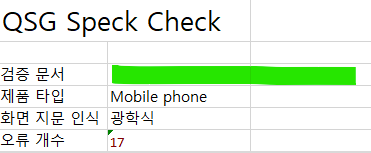 QSG Speck Check
검증 문서
제품 타입 Mobile phone
화면 지문 인식 광학식
오류 개수 17